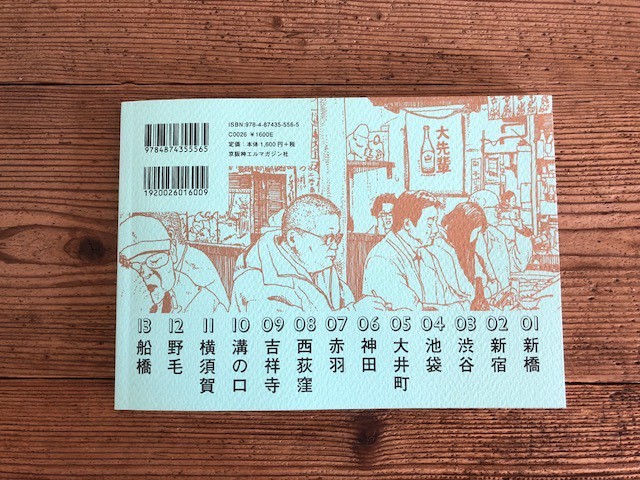 ISBN:978-4-87435-556-5
C0026 ¥1600E
定価:本体1,600円+税
京阪神エルマガジン社
9784874355565
1920026016009
大先輩
01 新橋
02 新宿
03 渋谷
04 池袋
05 大井町
06 神田
07 赤羽
08 西荻窪
09 吉祥寺
10 溝の口
11 横須賀
12 野毛
13 船橋